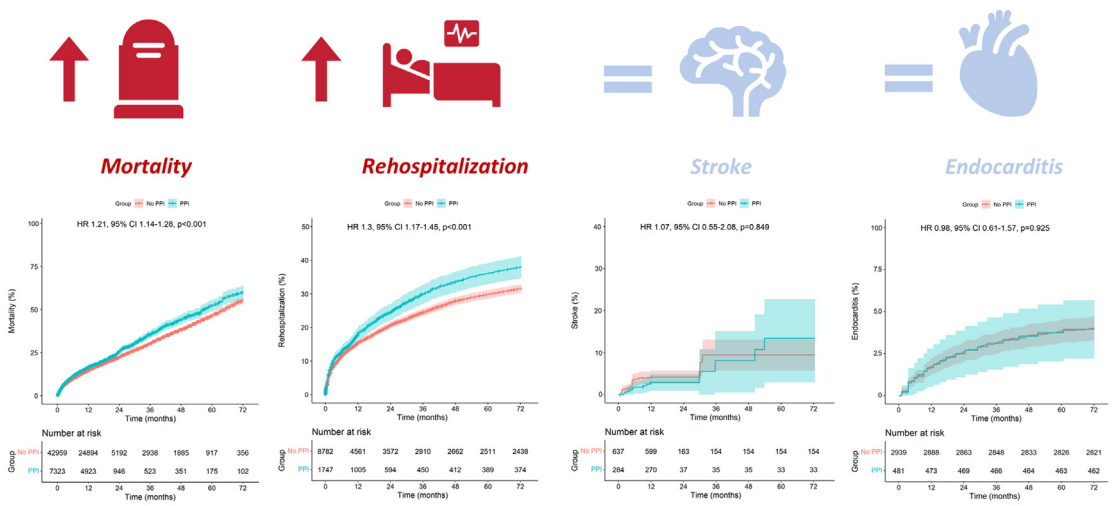 Mortality
Group No PPI PPI
HR 1.21, 95% CI 1.14-1.28, p<0.001
Mortality (%)
100
75
50
25
0
0 12 24 36 48 60 72
Time (months)
Number at risk
Group
No PPI 42959 24894 5192 2938 1885 917 356
PPI 7323 4923 946 523 351 175 102
0 12 24 36 48 60 72
Time (months)
Rehospitalization
Group No PPI PPI
HR 1.3, 95% CI 1.17-1.45, p<0.001
Rehospitalization (%)
50
40
30
20
10
0
0 12 24 36 48 60 72
Time (months)
Number at risk
Group
No PPI 8782 4561 3572 2910 2662 2511 2438
PPI 1747 1005 594 450 412 389 374
0 12 24 36 48 60 72
Time (months)
Stroke
Group No PPI PPI
HR 1.07, 95% CI 0.55-2.08, p=0.849
Stroke (%)
40
30
20
10
0
0 12 24 36 48 60 72
Time (months)
Number at risk
Group
No PPI 637 599 163 154 154 154 154
PPI 284 270 37 35 35 33 33
0 12 24 36 48 60 72
Time (months)
Endocarditis
Group No PPI PPI
HR 0.98, 95% CI 0.61-1.57, p=0.925
Endocarditis (%)
100
75
50
25
0
0 12 24 36 48 60 72
Time (months)
Number at risk
Group
No PPI 2939 2888 2863 2848 2833 2826 2821
PPI 481 473 469 466 464 463 462
0 12 24 36 48 60 72
Time (months)